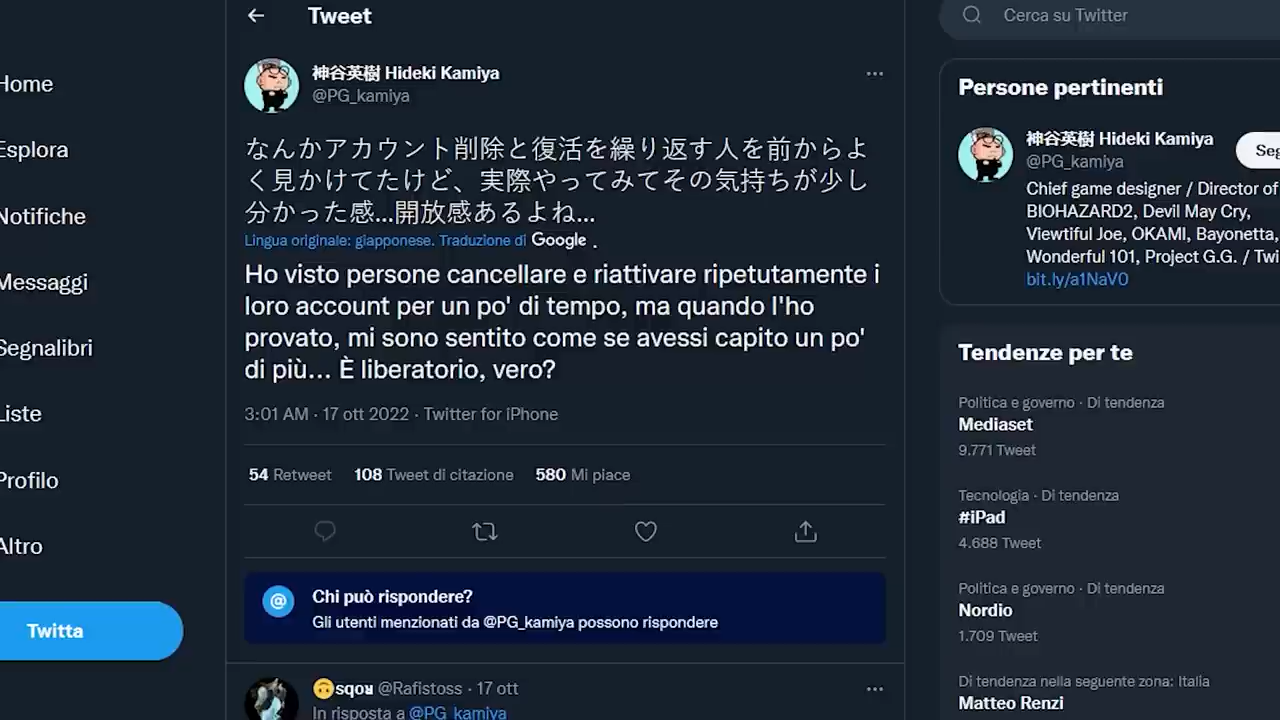 Home
Esplora
Notifiche
Messaggi
Segnalibri
Liste
Profilo
Altro
Twitta
← Tweet
神谷英樹 Hideki Kamiya
@PG_kamiya
なんかアカウント削除と復活を繰り返す人を前からよ
く見かけてたけど、実際やってみてその気持ちが少し
分かった感...開放感あるよね...
Lingua originale: giapponese. Traduzione di Google .
Ho visto persone cancellare e riattivare ripetutamente i
loro account per un po' di tempo, ma quando l'ho
provato, mi sono sentito come se avessi capito un po'
di più... È liberatorio, vero?
3:01 AM · 17 ott 2022 · Twitter for iPhone
54 Retweet 108 Tweet di citazione 580 Mi piace
@ Chi può rispondere?
Gli utenti menzionati da @PG_kamiya possono rispondere
🙃sqoᴚ @Rafistoss · 17 ott
In risposta a @PG_kamiya
Cerca su Twitter
Persone pertinenti
神谷英樹 Hideki Kamiya
@PG_kamiya
Seg
Chief game designer / Director of
BIOHAZARD2, Devil May Cry,
Viewtiful Joe, OKAMI, Bayonetta,
Wonderful 101, Project G.G. / Twi
bit.ly/a1NaV0
Tendenze per te
Politica e governo · Di tendenza
Mediaset
9.771 Tweet
Tecnologia · Di tendenza
#iPad
4.688 Tweet
Politica e governo · Di tendenza
Nordio
1.709 Tweet
Di tendenza nella seguente zona: Italia
Matteo Renzi